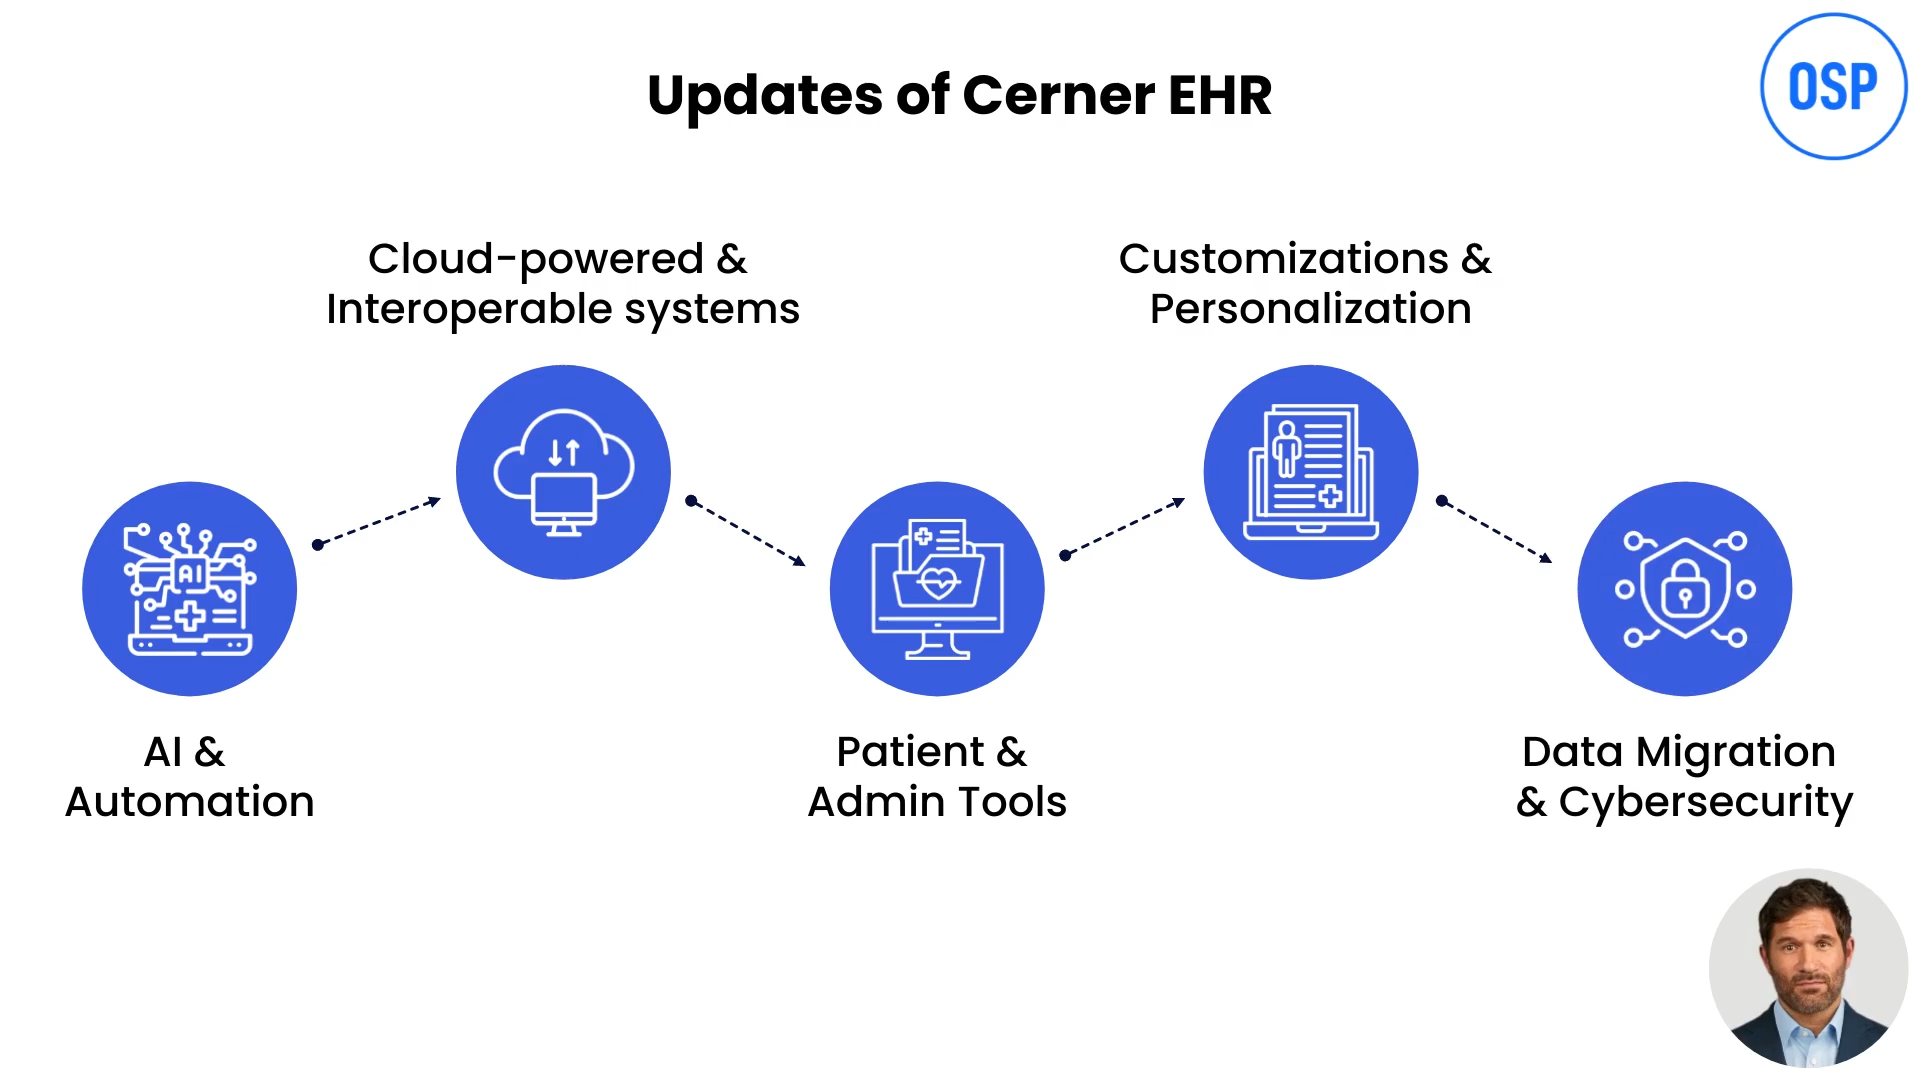 Updates of Cerner EHR
OSP
Cloud-powered &
Interoperable systems
Customizations &
Personalization
AI
AI &
Automation
Patient &
Admin Tools
Data Migration
& Cybersecurity